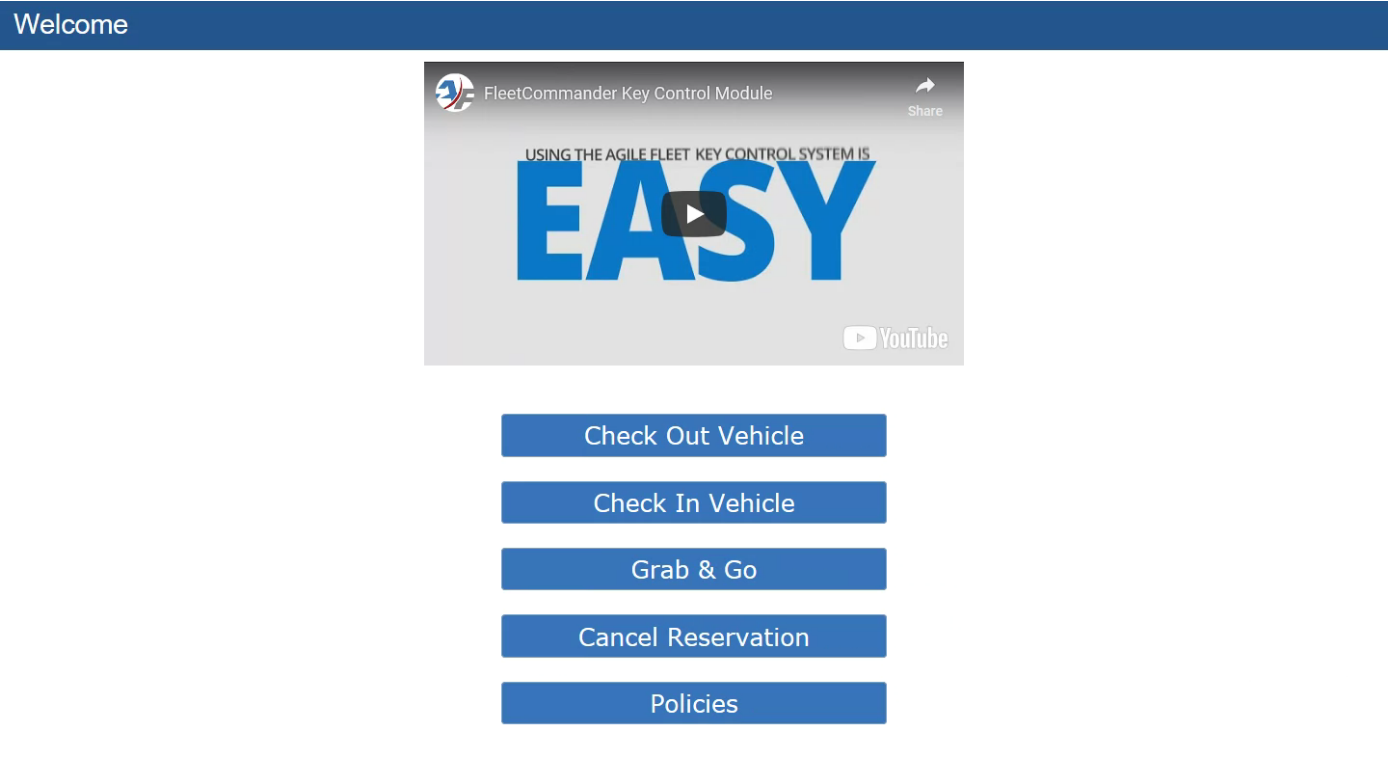 Welcome
FleetCommander Key Control Module
Share
USING THE AGILE FLEET KEY CONTROL SYSTEM IS
EASY
YouTube
Check Out Vehicle
Check In Vehicle
Grab & Go
Cancel Reservation
Policies